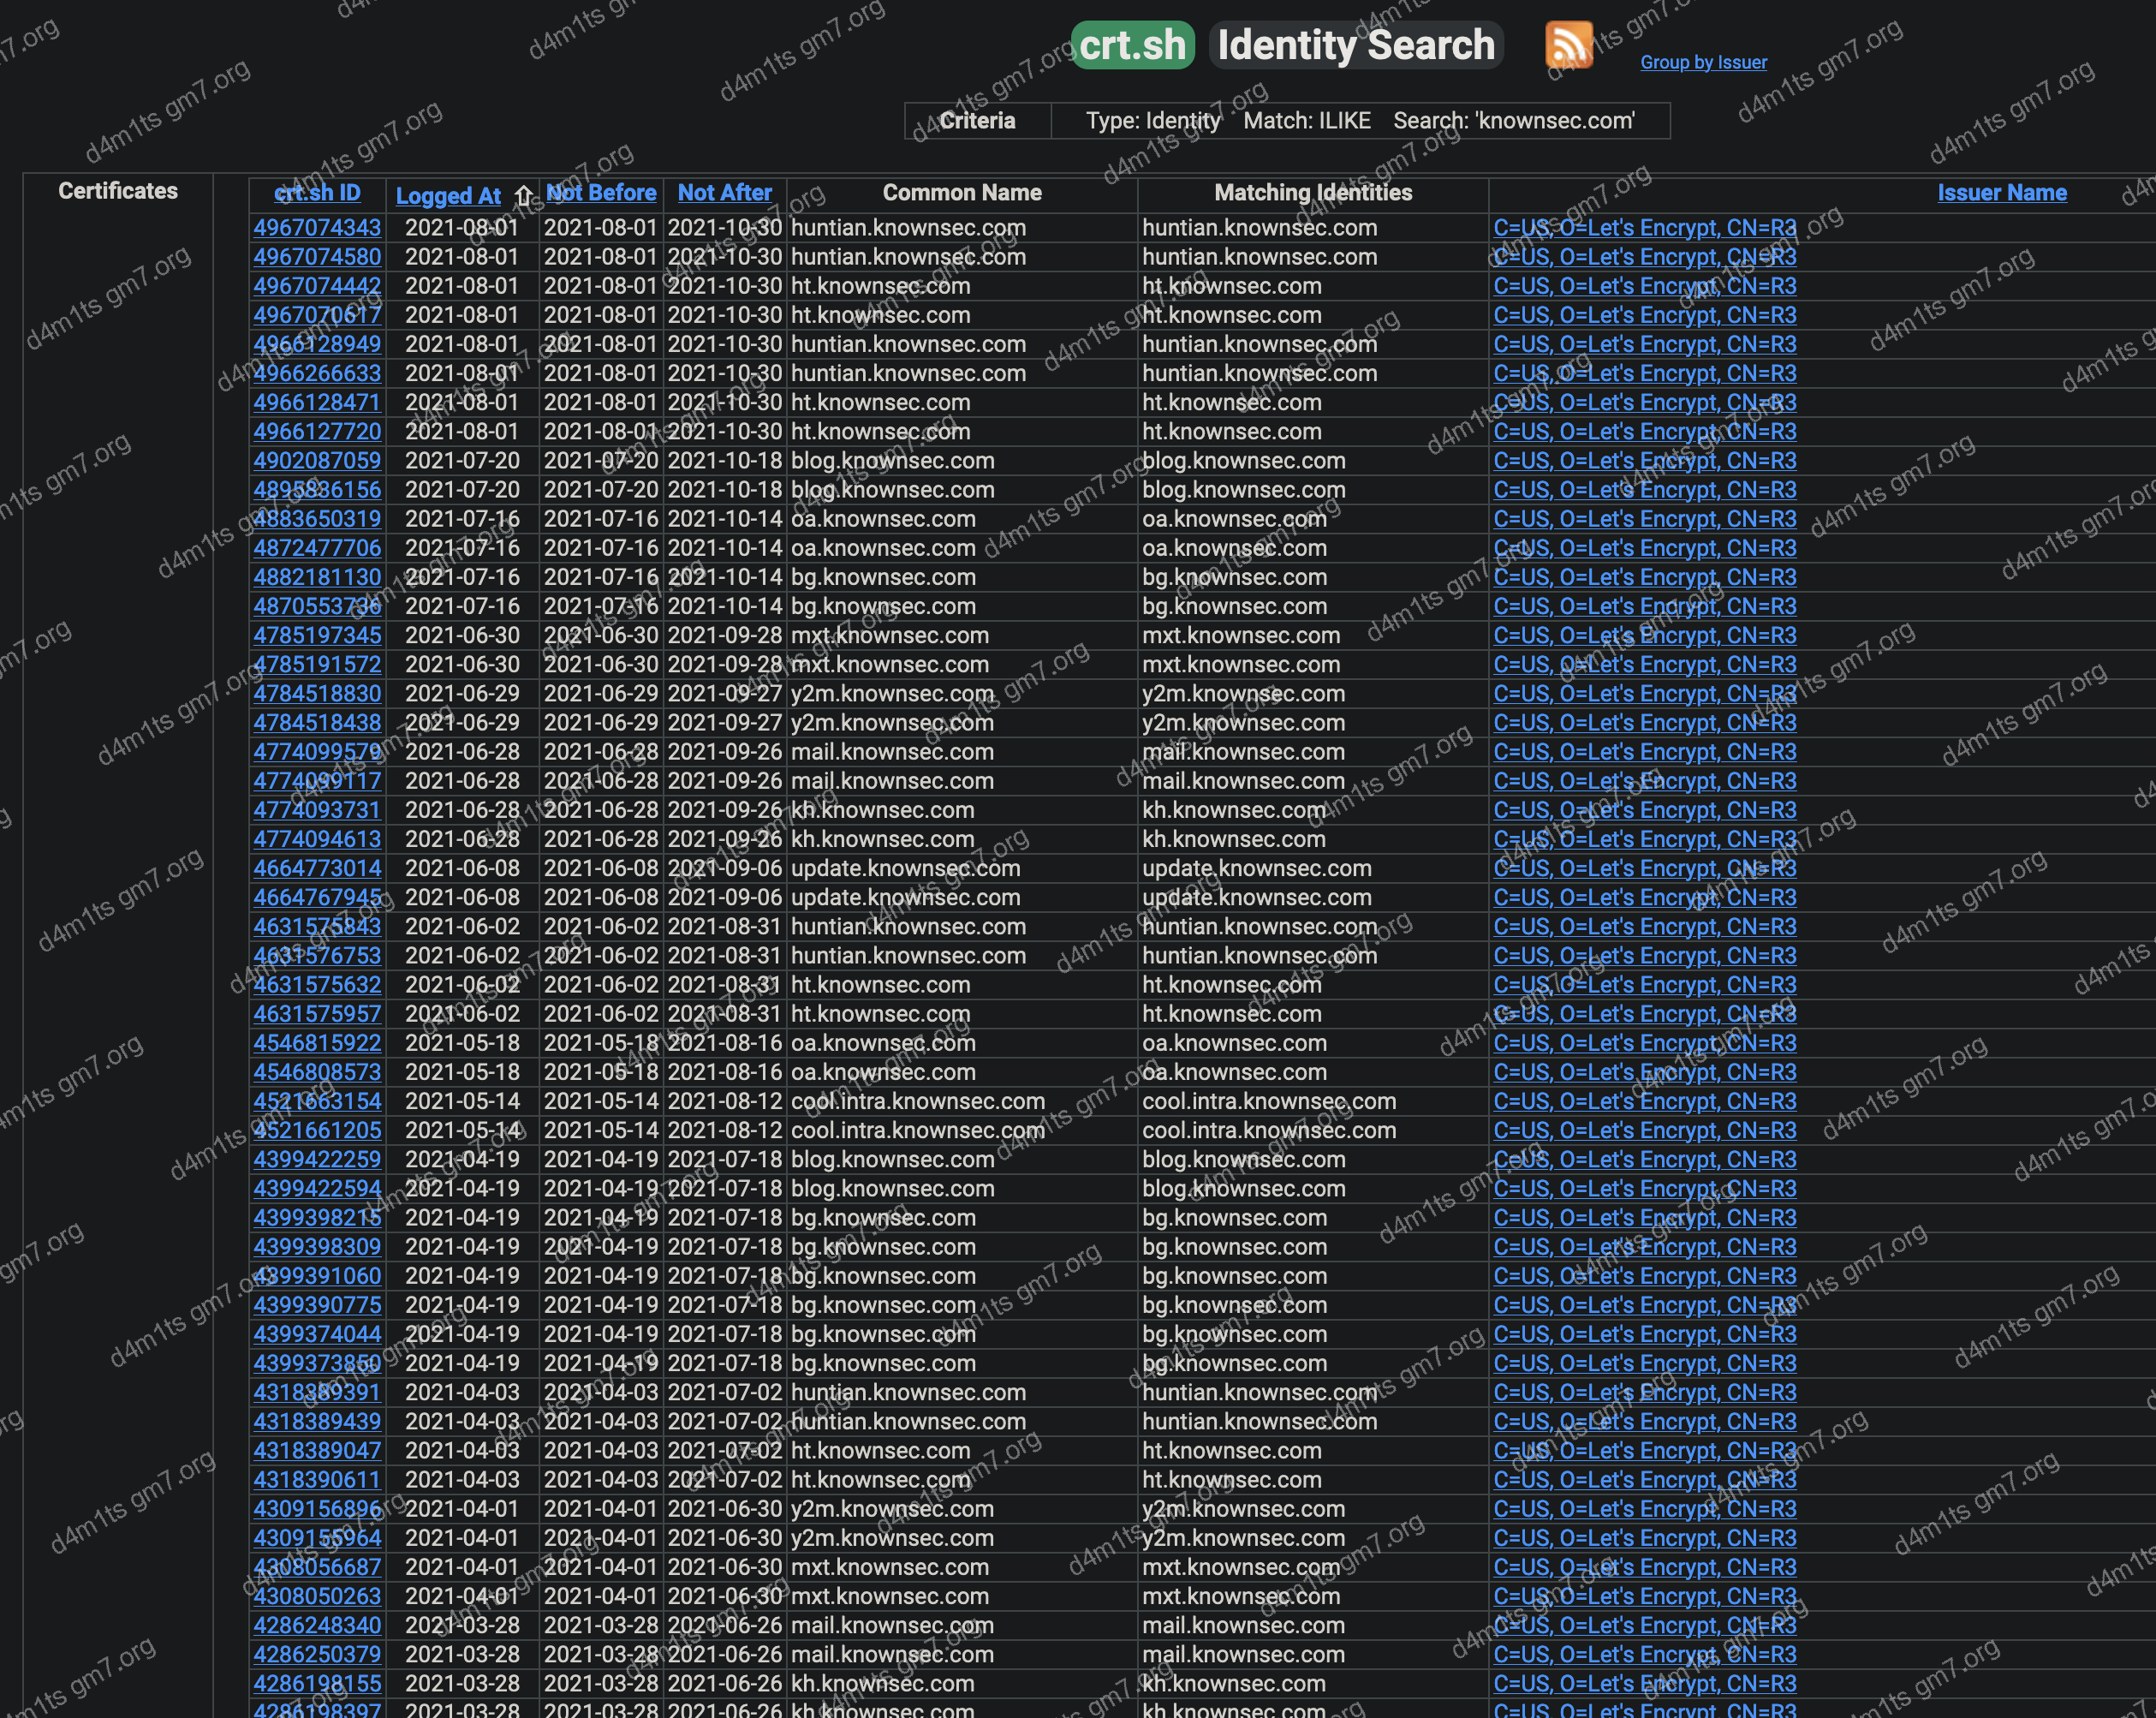 crt.sh Identity Search Group by Issuer
Criteria Type: Identity Match: ILIKE Search: 'knownsec.com'
Certificates crt.sh ID Logged At ⇧ Not Before Not After Common Name Matching Identities Issuer Name
4967074343 2021-08-01 2021-08-01 2021-10-30 huntian.knownsec.com huntian.knownsec.com C=US, O=Let's Encrypt, CN=R3
4967074580 2021-08-01 2021-08-01 2021-10-30 huntian.knownsec.com huntian.knownsec.com C=US, O=Let's Encrypt, CN=R3
4967074442 2021-08-01 2021-08-01 2021-10-30 ht.knownsec.com ht.knownsec.com C=US, O=Let's Encrypt, CN=R3
4967070617 2021-08-01 2021-08-01 2021-10-30 ht.knownsec.com ht.knownsec.com C=US, O=Let's Encrypt, CN=R3
4966128949 2021-08-01 2021-08-01 2021-10-30 huntian.knownsec.com huntian.knownsec.com C=US, O=Let's Encrypt, CN=R3
4966266633 2021-08-01 2021-08-01 2021-10-30 huntian.knownsec.com huntian.knownsec.com C=US, O=Let's Encrypt, CN=R3
4966128471 2021-08-01 2021-08-01 2021-10-30 ht.knownsec.com ht.knownsec.com C=US, O=Let's Encrypt, CN=R3
4966127720 2021-08-01 2021-08-01 2021-10-30 ht.knownsec.com ht.knownsec.com C=US, O=Let's Encrypt, CN=R3
4902087059 2021-07-20 2021-07-20 2021-10-18 blog.knownsec.com blog.knownsec.com C=US, O=Let's Encrypt, CN=R3
4895836156 2021-07-20 2021-07-20 2021-10-18 blog.knownsec.com blog.knownsec.com C=US, O=Let's Encrypt, CN=R3
4883650319 2021-07-16 2021-07-16 2021-10-14 oa.knownsec.com oa.knownsec.com C=US, O=Let's Encrypt, CN=R3
4872477706 2021-07-16 2021-07-16 2021-10-14 oa.knownsec.com oa.knownsec.com C=US, O=Let's Encrypt, CN=R3
4882181130 2021-07-16 2021-07-16 2021-10-14 bg.knownsec.com bg.knownsec.com C=US, O=Let's Encrypt, CN=R3
4870553736 2021-07-16 2021-07-16 2021-10-14 bg.knownsec.com bg.knownsec.com C=US, O=Let's Encrypt, CN=R3
4785197345 2021-06-30 2021-06-30 2021-09-28 mxt.knownsec.com mxt.knownsec.com C=US, O=Let's Encrypt, CN=R3
4785191572 2021-06-30 2021-06-30 2021-09-28 mxt.knownsec.com mxt.knownsec.com C=US, O=Let's Encrypt, CN=R3
4784518830 2021-06-29 2021-06-29 2021-09-27 y2m.knownsec.com y2m.knownsec.com C=US, O=Let's Encrypt, CN=R3
4784518438 2021-06-29 2021-06-29 2021-09-27 y2m.knownsec.com y2m.knownsec.com C=US, O=Let's Encrypt, CN=R3
4774099579 2021-06-28 2021-06-28 2021-09-26 mail.knownsec.com mail.knownsec.com C=US, O=Let's Encrypt, CN=R3
4774099117 2021-06-28 2021-06-28 2021-09-26 mail.knownsec.com mail.knownsec.com C=US, O=Let's Encrypt, CN=R3
4774093731 2021-06-28 2021-06-28 2021-09-26 kh.knownsec.com kh.knownsec.com C=US, O=Let's Encrypt, CN=R3
4774094613 2021-06-28 2021-06-28 2021-09-26 kh.knownsec.com kh.knownsec.com C=US, O=Let's Encrypt, CN=R3
4664773014 2021-06-08 2021-06-08 2021-09-06 update.knownsec.com update.knownsec.com C=US, O=Let's Encrypt, CN=R3
4664767945 2021-06-08 2021-06-08 2021-09-06 update.knownsec.com update.knownsec.com C=US, O=Let's Encrypt, CN=R3
4631575843 2021-06-02 2021-06-02 2021-08-31 huntian.knownsec.com huntian.knownsec.com C=US, O=Let's Encrypt, CN=R3
4631576753 2021-06-02 2021-06-02 2021-08-31 huntian.knownsec.com huntian.knownsec.com C=US, O=Let's Encrypt, CN=R3
4631575632 2021-06-02 2021-06-02 2021-08-31 ht.knownsec.com ht.knownsec.com C=US, O=Let's Encrypt, CN=R3
4631575957 2021-06-02 2021-06-02 2021-08-31 ht.knownsec.com ht.knownsec.com C=US, O=Let's Encrypt, CN=R3
4546815922 2021-05-18 2021-05-18 2021-08-16 oa.knownsec.com oa.knownsec.com C=US, O=Let's Encrypt, CN=R3
4546808573 2021-05-18 2021-05-18 2021-08-16 oa.knownsec.com oa.knownsec.com C=US, O=Let's Encrypt, CN=R3
4521663154 2021-05-14 2021-05-14 2021-08-12 cool.intra.knownsec.com cool.intra.knownsec.com C=US, O=Let's Encrypt, CN=R3
4521661205 2021-05-14 2021-05-14 2021-08-12 cool.intra.knownsec.com cool.intra.knownsec.com C=US, O=Let's Encrypt, CN=R3
4399422259 2021-04-19 2021-04-19 2021-07-18 blog.knownsec.com blog.knownsec.com C=US, O=Let's Encrypt, CN=R3
4399422594 2021-04-19 2021-04-19 2021-07-18 blog.knownsec.com blog.knownsec.com C=US, O=Let's Encrypt, CN=R3
4399398215 2021-04-19 2021-04-19 2021-07-18 bg.knownsec.com bg.knownsec.com C=US, O=Let's Encrypt, CN=R3
4399398309 2021-04-19 2021-04-19 2021-07-18 bg.knownsec.com bg.knownsec.com C=US, O=Let's Encrypt, CN=R3
4399391060 2021-04-19 2021-04-19 2021-07-18 bg.knownsec.com bg.knownsec.com C=US, O=Let's Encrypt, CN=R3
4399390775 2021-04-19 2021-04-19 2021-07-18 bg.knownsec.com bg.knownsec.com C=US, O=Let's Encrypt, CN=R3
4399374044 2021-04-19 2021-04-19 2021-07-18 bg.knownsec.com bg.knownsec.com C=US, O=Let's Encrypt, CN=R3
4399373850 2021-04-19 2021-04-19 2021-07-18 bg.knownsec.com bg.knownsec.com C=US, O=Let's Encrypt, CN=R3
4318389391 2021-04-03 2021-04-03 2021-07-02 huntian.knownsec.com huntian.knownsec.com C=US, O=Let's Encrypt, CN=R3
4318389439 2021-04-03 2021-04-03 2021-07-02 huntian.knownsec.com huntian.knownsec.com C=US, O=Let's Encrypt, CN=R3
4318389047 2021-04-03 2021-04-03 2021-07-02 ht.knownsec.com ht.knownsec.com C=US, O=Let's Encrypt, CN=R3
4318390611 2021-04-03 2021-04-03 2021-07-02 ht.knownsec.com ht.knownsec.com C=US, O=Let's Encrypt, CN=R3
4309156896 2021-04-01 2021-04-01 2021-06-30 y2m.knownsec.com y2m.knownsec.com C=US, O=Let's Encrypt, CN=R3
4309155964 2021-04-01 2021-04-01 2021-06-30 y2m.knownsec.com y2m.knownsec.com C=US, O=Let's Encrypt, CN=R3
4308056687 2021-04-01 2021-04-01 2021-06-30 mxt.knownsec.com mxt.knownsec.com C=US, O=Let's Encrypt, CN=R3
4308050263 2021-04-01 2021-04-01 2021-06-30 mxt.knownsec.com mxt.knownsec.com C=US, O=Let's Encrypt, CN=R3
4286248340 2021-03-28 2021-03-28 2021-06-26 mail.knownsec.com mail.knownsec.com C=US, O=Let's Encrypt, CN=R3
4286250379 2021-03-28 2021-03-28 2021-06-26 mail.knownsec.com mail.knownsec.com C=US, O=Let's Encrypt, CN=R3
4286198155 2021-03-28 2021-03-28 2021-06-26 kh.knownsec.com kh.knownsec.com C=US, O=Let's Encrypt, CN=R3
4286198397 2021-03-28 2021-03-28 2021-06-26 kh.knownsec.com kh.knownsec.com C=US, O=Let's Encrypt, CN=R3
d4m1ts gm7.org